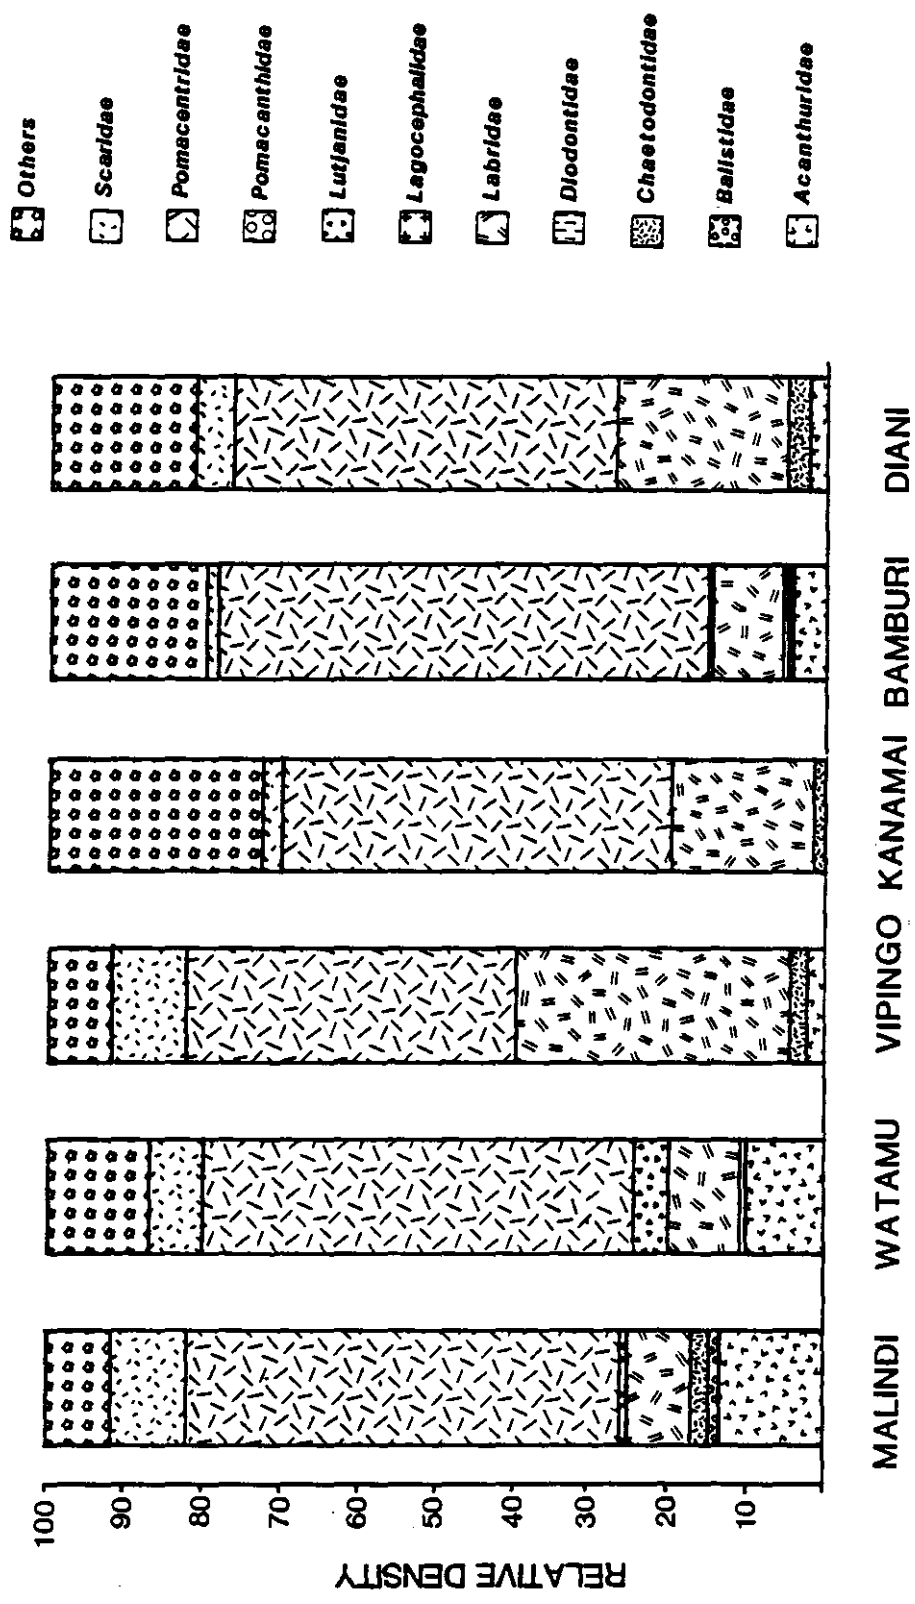 Others
Scaridae
Pomacentridae
Pomacanthidae
Lutjanidae
Lagocephalidae
Labridae
Diodontidae
Chaetodontidae
Balistidae
Acanthuridae
RELATIVE DENSITY
100
90
80
70
60
50
40
30
20
10
MALINDI
WATAMU
VIPINGO
KANAMAI
BAMBURI
DIANI